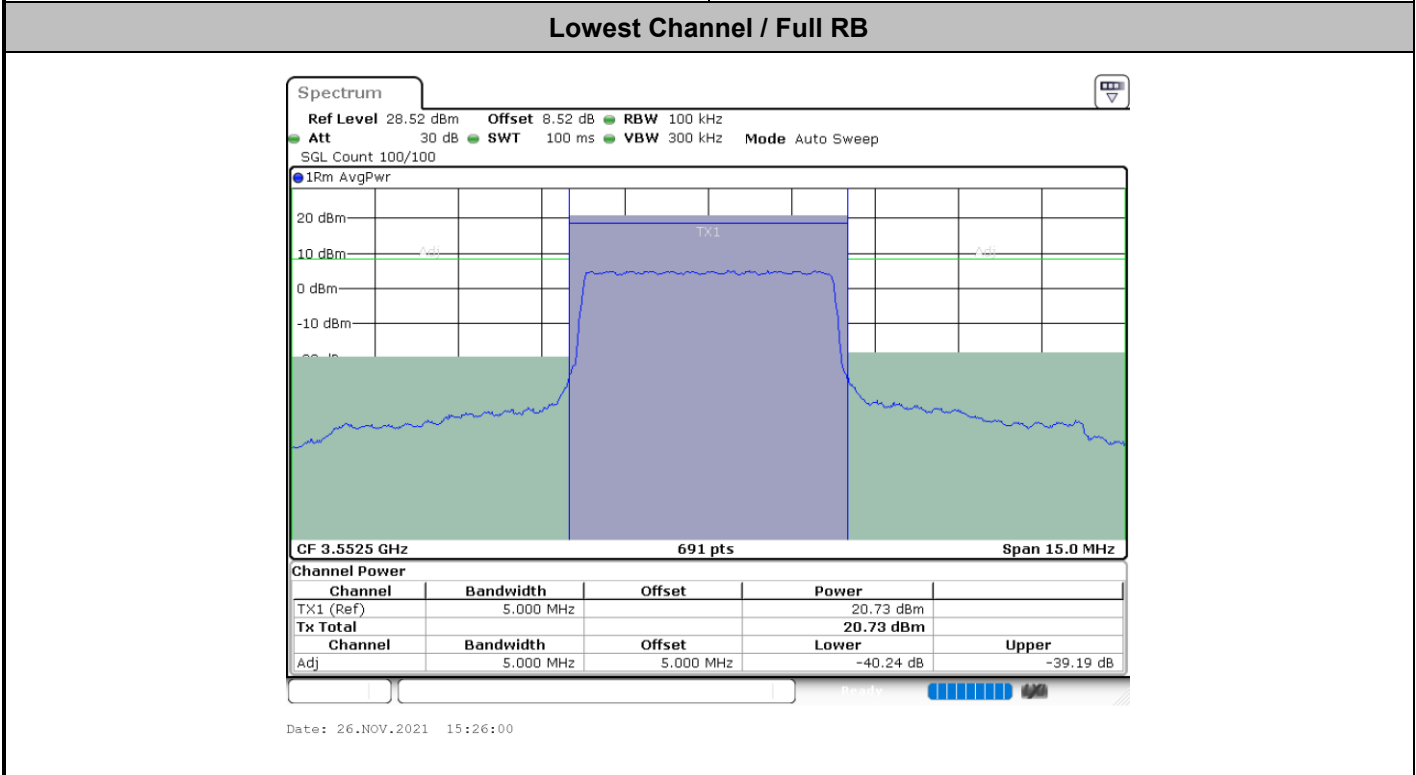 Lowest Channel / Full RB
Spectrum
Ref Level 28.52 dBm Offset 8.52 dB RBW 100 kHz
Att 30 dB SWT 100 ms VBW 300 kHz Mode Auto Sweep
SGL Count 100/100
1Rm AvgPwr
20 dBm
TX1
Adj Adj
10 dBm
0 dBm
-10 dBm
CF 3.5525 GHz 691 pts Span 15.0 MHz
Channel Power
Channel Bandwidth Offset Power
TX1 (Ref) 5.000 MHz 20.73 dBm
Tx Total 20.73 dBm
Channel Bandwidth Offset Lower Upper
Adj 5.000 MHz 5.000 MHz -40.24 dB -39.19 dB
Ready
Date: 26.NOV.2021 15:26:00